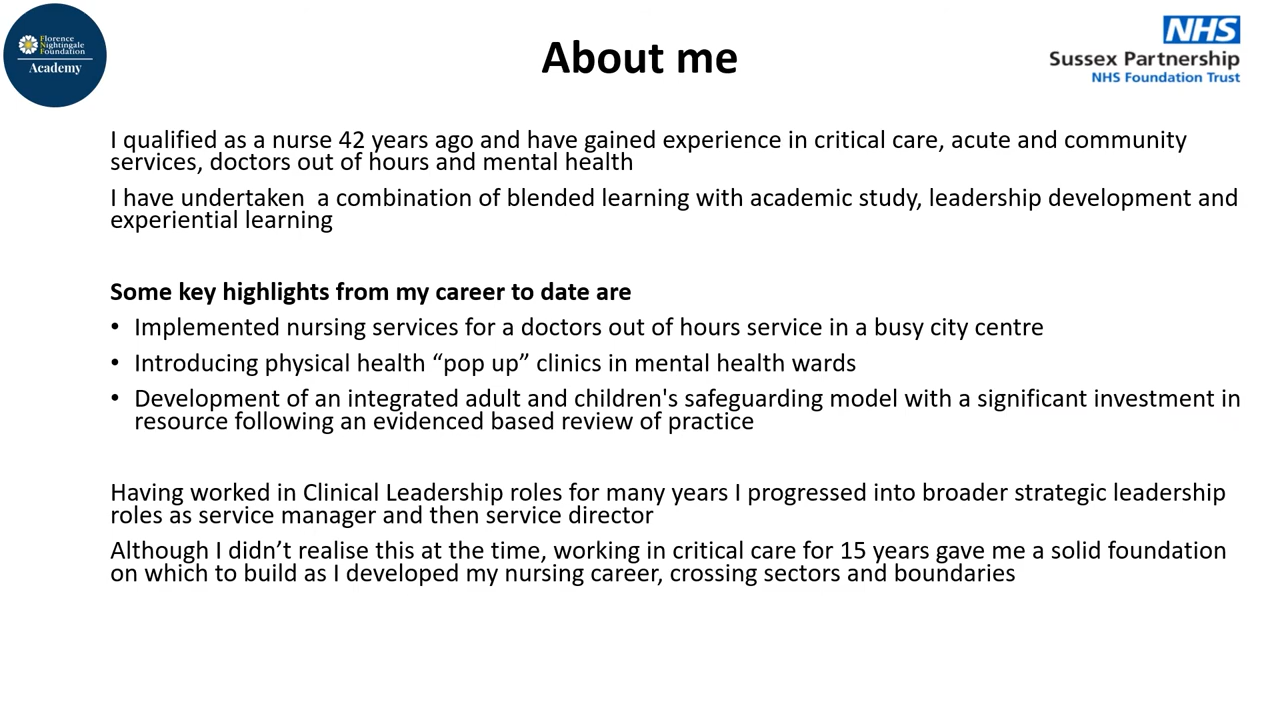 Florence
Nightingale
Foundation
Academy
About me
NHS
Sussex Partnership
NHS Foundation Trust
I qualified as a nurse 42 years ago and have gained experience in critical care, acute and community
services, doctors out of hours and mental health
I have undertaken  a combination of blended learning with academic study, leadership development and
experiential learning
Some key highlights from my career to date are
• Implemented nursing services for a doctors out of hours service in a busy city centre
• Introducing physical health “pop up” clinics in mental health wards
• Development of an integrated adult and children's safeguarding model with a significant investment in
resource following an evidenced based review of practice
Having worked in Clinical Leadership roles for many years I progressed into broader strategic leadership
roles as service manager and then service director
Although I didn’t realise this at the time, working in critical care for 15 years gave me a solid foundation
on which to build as I developed my nursing career, crossing sectors and boundaries